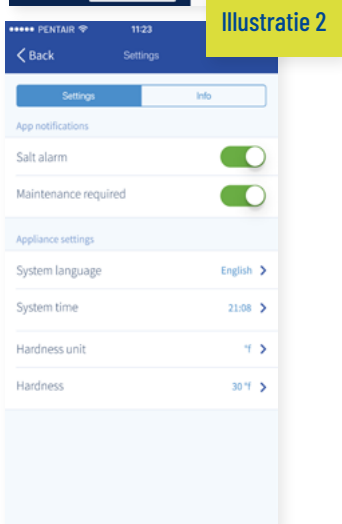 Illustratie 2
●●●●● PENTAIR 11:23
Back Settings
Settings Info
App notifications
Salt alarm
Maintenance required
Appliance settings
System language English
System time 21:08
Hardness unit °f
Hardness 30 °f